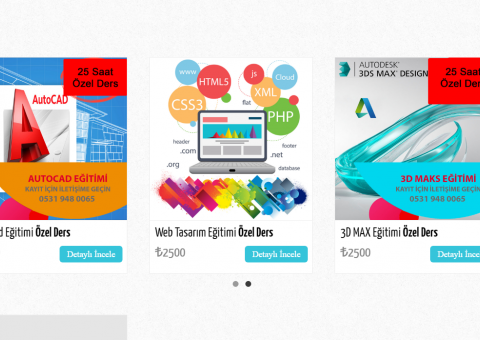 25 Saat
Özel Ders
AutoCAD
AUTOCAD EĞİTİMİ
KAYIT İÇİN İLETİŞİME GEÇİN
0531 948 0065
d Eğitimi Özel Ders
Detaylı İncele
www
HTML5
js
Cloud
XML
CSS3
flat
PHP
header
.com
.org
footer
.net
database
Web Tasarım Eğitimi Özel Ders
₺2500
Detaylı İncele
AUTODESK®
3DS MAX® DESIGN
25 Saat
Özel Ders
3D MAKS EĞİTİMİ
KAYIT İÇİN İLETİŞİME GEÇİN
0531 948 0065
3D MAX Eğitimi Özel Ders
₺2500
Detaylı İncele